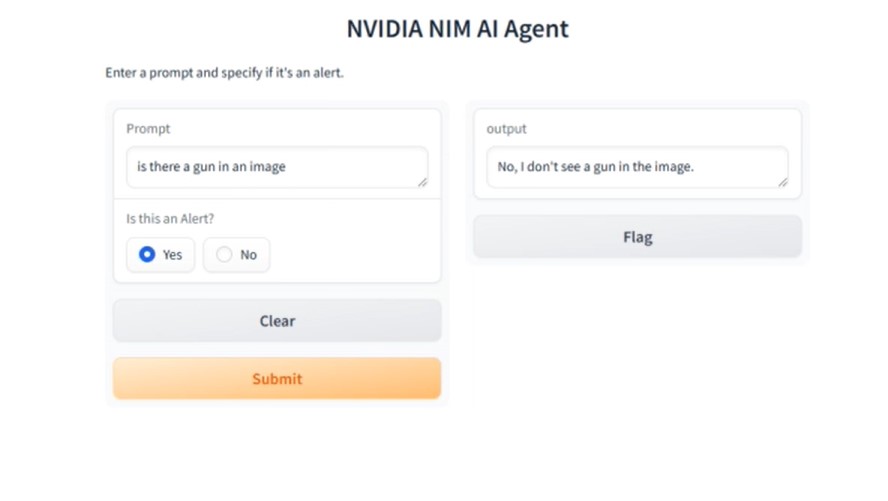 NVIDIA NIM AI Agent
Enter a prompt and specify if it's an alert.
Prompt
is there a gun in an image
Is this an Alert?
Yes No
Clear
Submit
output
No, I don't see a gun in the image.
Flag